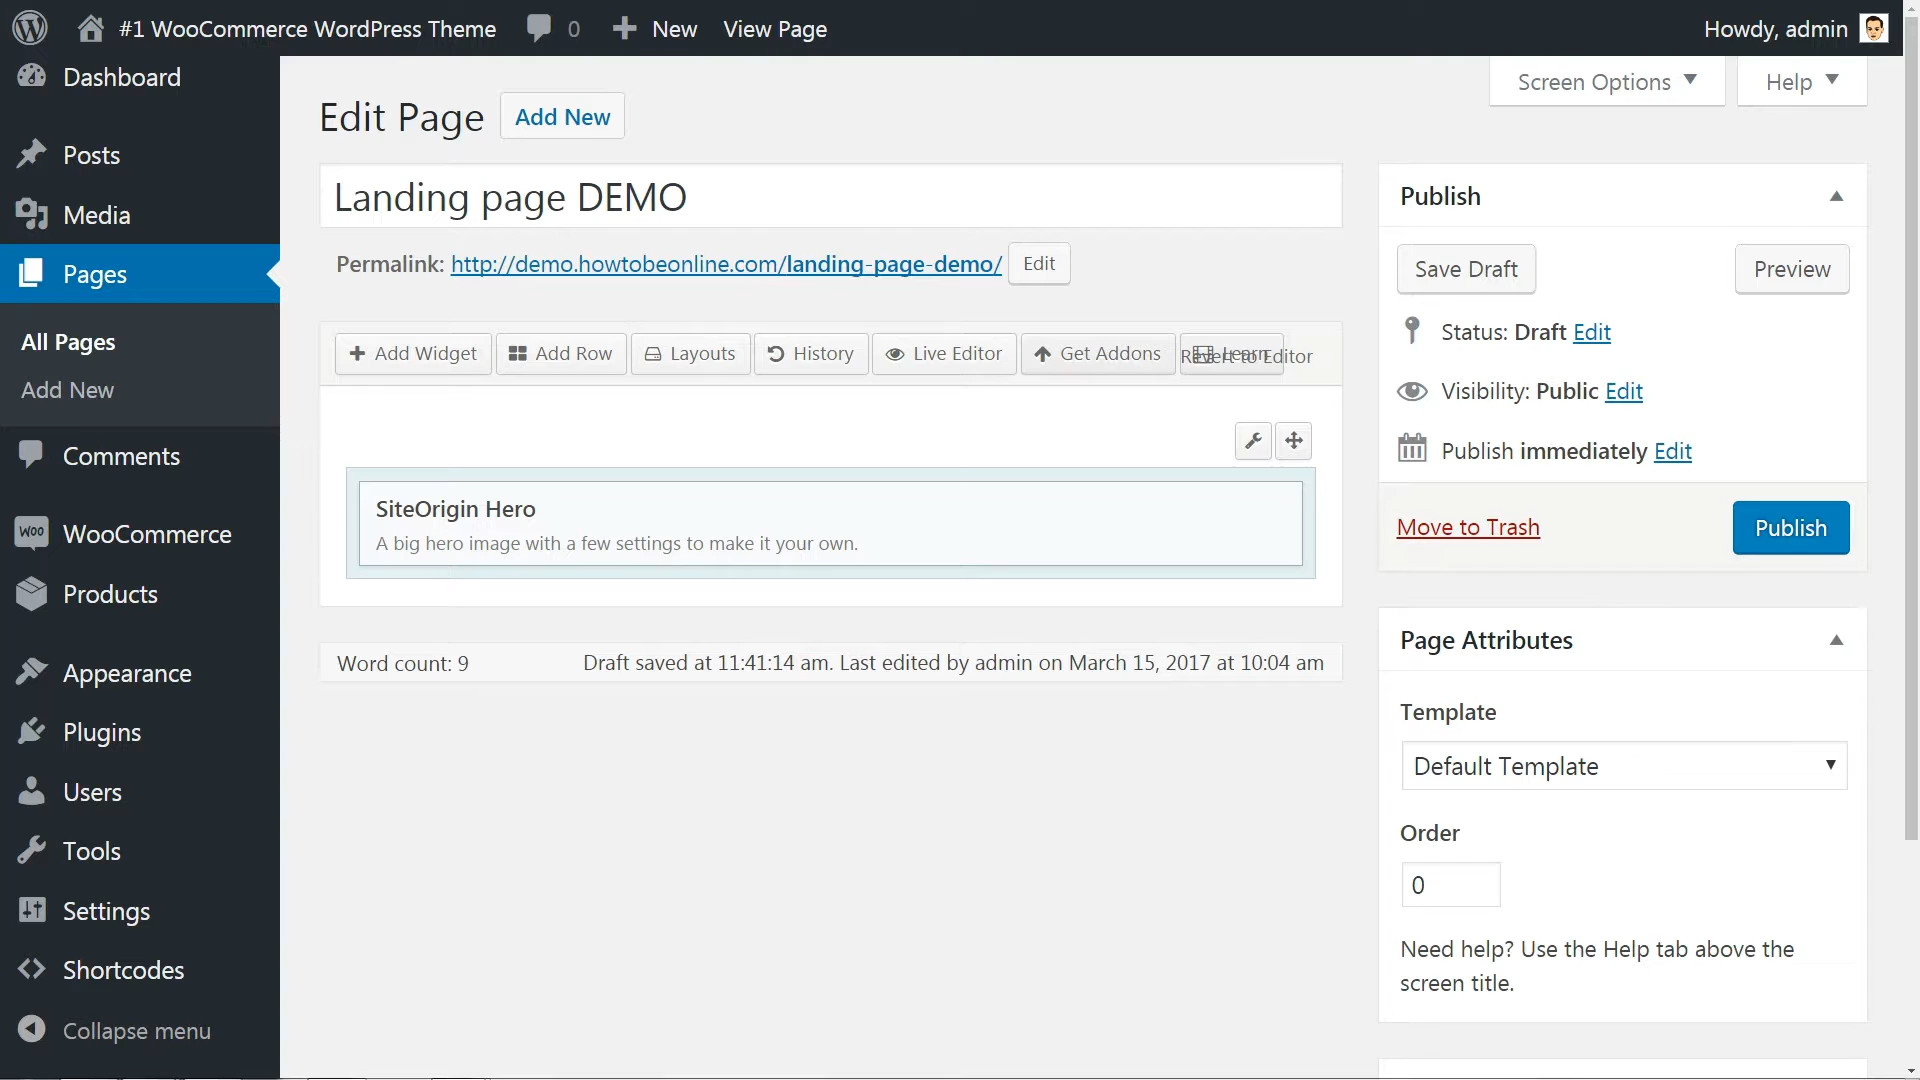 #1 WooCommerce WordPress Theme 0 New View Page Howdy, admin
Dashboard
Posts
Media
Pages
All Pages
Add New
Comments
WOO WooCommerce
Products
Appearance
Plugins
Users
Tools
Settings
Shortcodes
Collapse menu
Screen Options Help
Edit Page Add New
Landing page DEMO
Permalink: http://demo.howtobeonline.com/landing-page-demo/ Edit
Add Widget Add Row Layouts History Live Editor Get Addons Learn Revert to Editor
SiteOrigin Hero
A big hero image with a few settings to make it your own.
Word count: 9 Draft saved at 11:41:14 am. Last edited by admin on March 15, 2017 at 10:04 am
Publish
Save Draft Preview
Status: Draft Edit
Visibility: Public Edit
Publish immediately Edit
Move to Trash Publish
Page Attributes
Template
Default Template
Order
0
Need help? Use the Help tab above the
screen title.